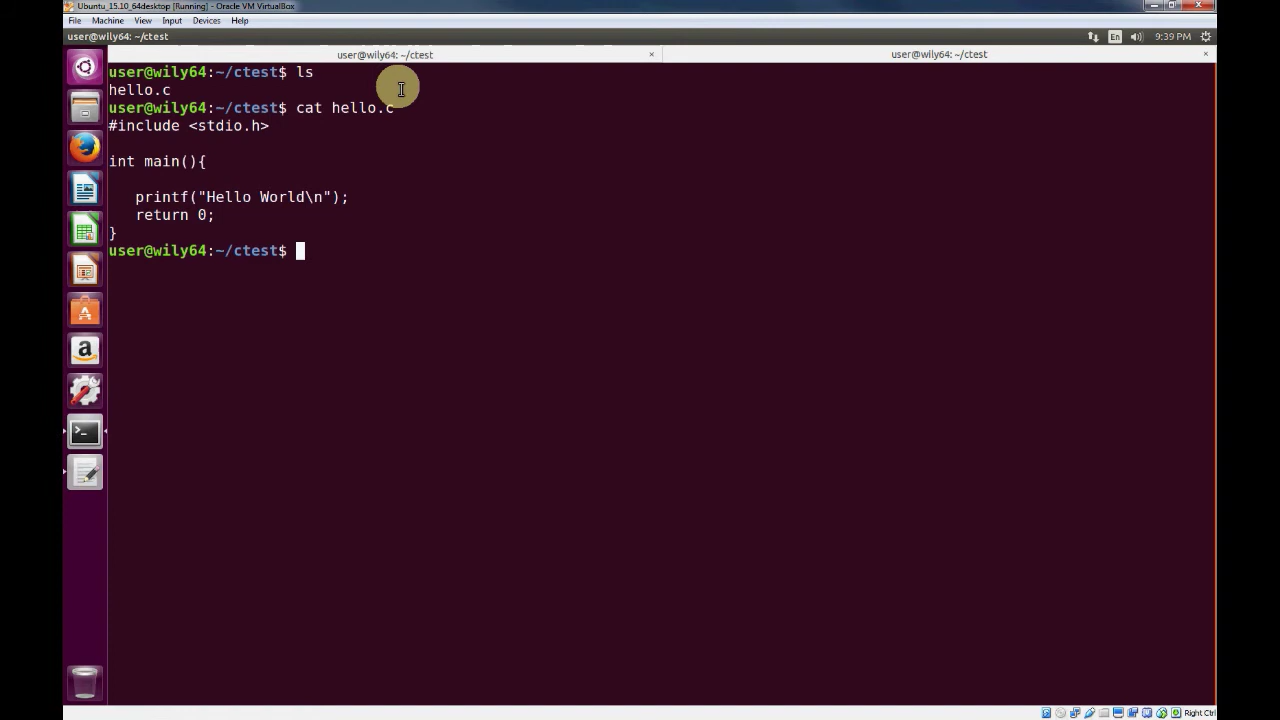 Ubuntu_15.10_64desktop [Running] - Oracle VM VirtualBox
File Machine View Input Devices Help
user@wily64: ~/ctest
En 9:39 PM
user@wily64: ~/ctest × user@wily64: ~/ctest ×
user@wily64:~/ctest$ ls
hello.c
user@wily64:~/ctest$ cat hello.c
#include <stdio.h>
int main(){
printf("Hello World\n");
return 0;
}
user@wily64:~/ctest$
Right Ctrl